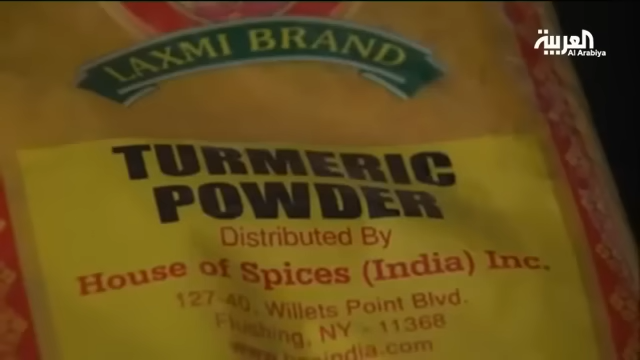 العربية
Al Arabiya
LAXMI BRAND
TURMERIC
POWDER
Distributed By
House of Spices (India) Inc.
127-40, Willets Point Blvd.
Flushing, NY - 11368